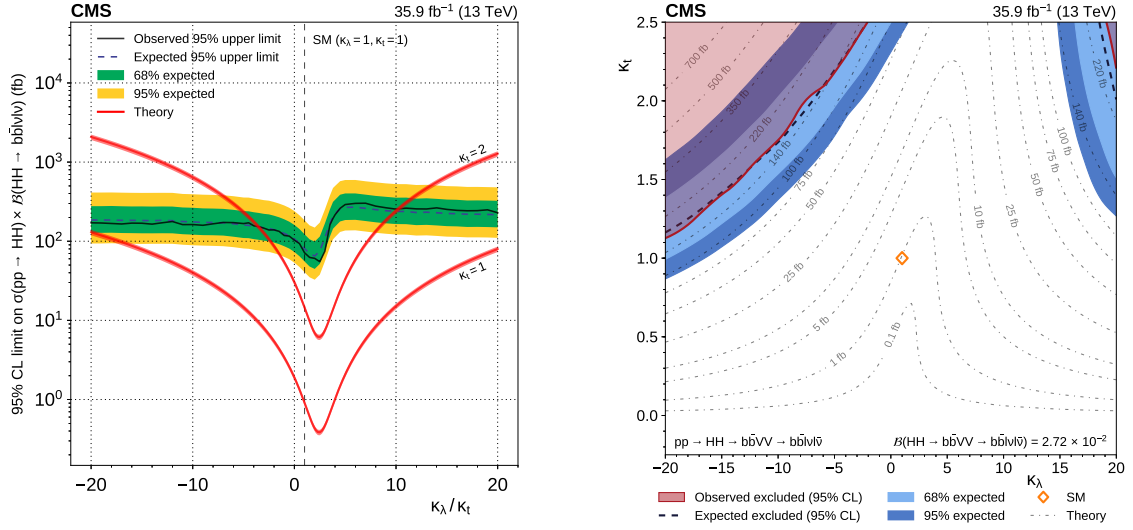 CMS 35.9 fb⁻¹ (13 TeV)
95% CL limit on σ(pp → HH) × 𝓑(HH → bb̄lνlν) (fb)
Observed 95% upper limit
Expected 95% upper limit
68% expected
95% expected
Theory
SM (κλ = 1, κt = 1)
κt = 2
κt = 1
10⁴
10³
10²
10¹
10⁰
−20 −10 0 10 20
κλ / κt
CMS 35.9 fb⁻¹ (13 TeV)
κt
2.5
2.0
1.5
1.0
0.5
0.0
700 fb
500 fb
350 fb
220 fb
140 fb
100 fb
75 fb
50 fb
25 fb
5 fb
1 fb
0.1 fb
10 fb
25 fb
50 fb
75 fb
100 fb
140 fb
220 fb
pp → HH → bb̄VV → bb̄lνlν̄
𝓑(HH → bb̄VV → bb̄lνlν̄) = 2.72 × 10⁻²
−20 −15 −10 −5 0 5 10 15 20
κλ
Observed excluded (95% CL)
Expected excluded (95% CL)
68% expected
95% expected
SM
Theory